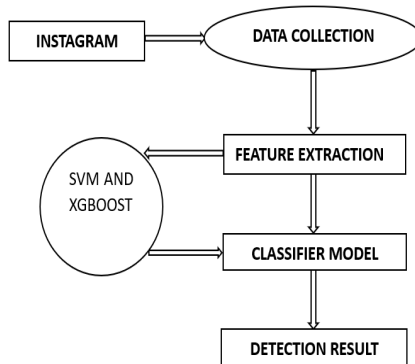 INSTAGRAM
DATA COLLECTION
FEATURE EXTRACTION
SVM AND
XGBOOST
CLASSIFIER MODEL
DETECTION RESULT